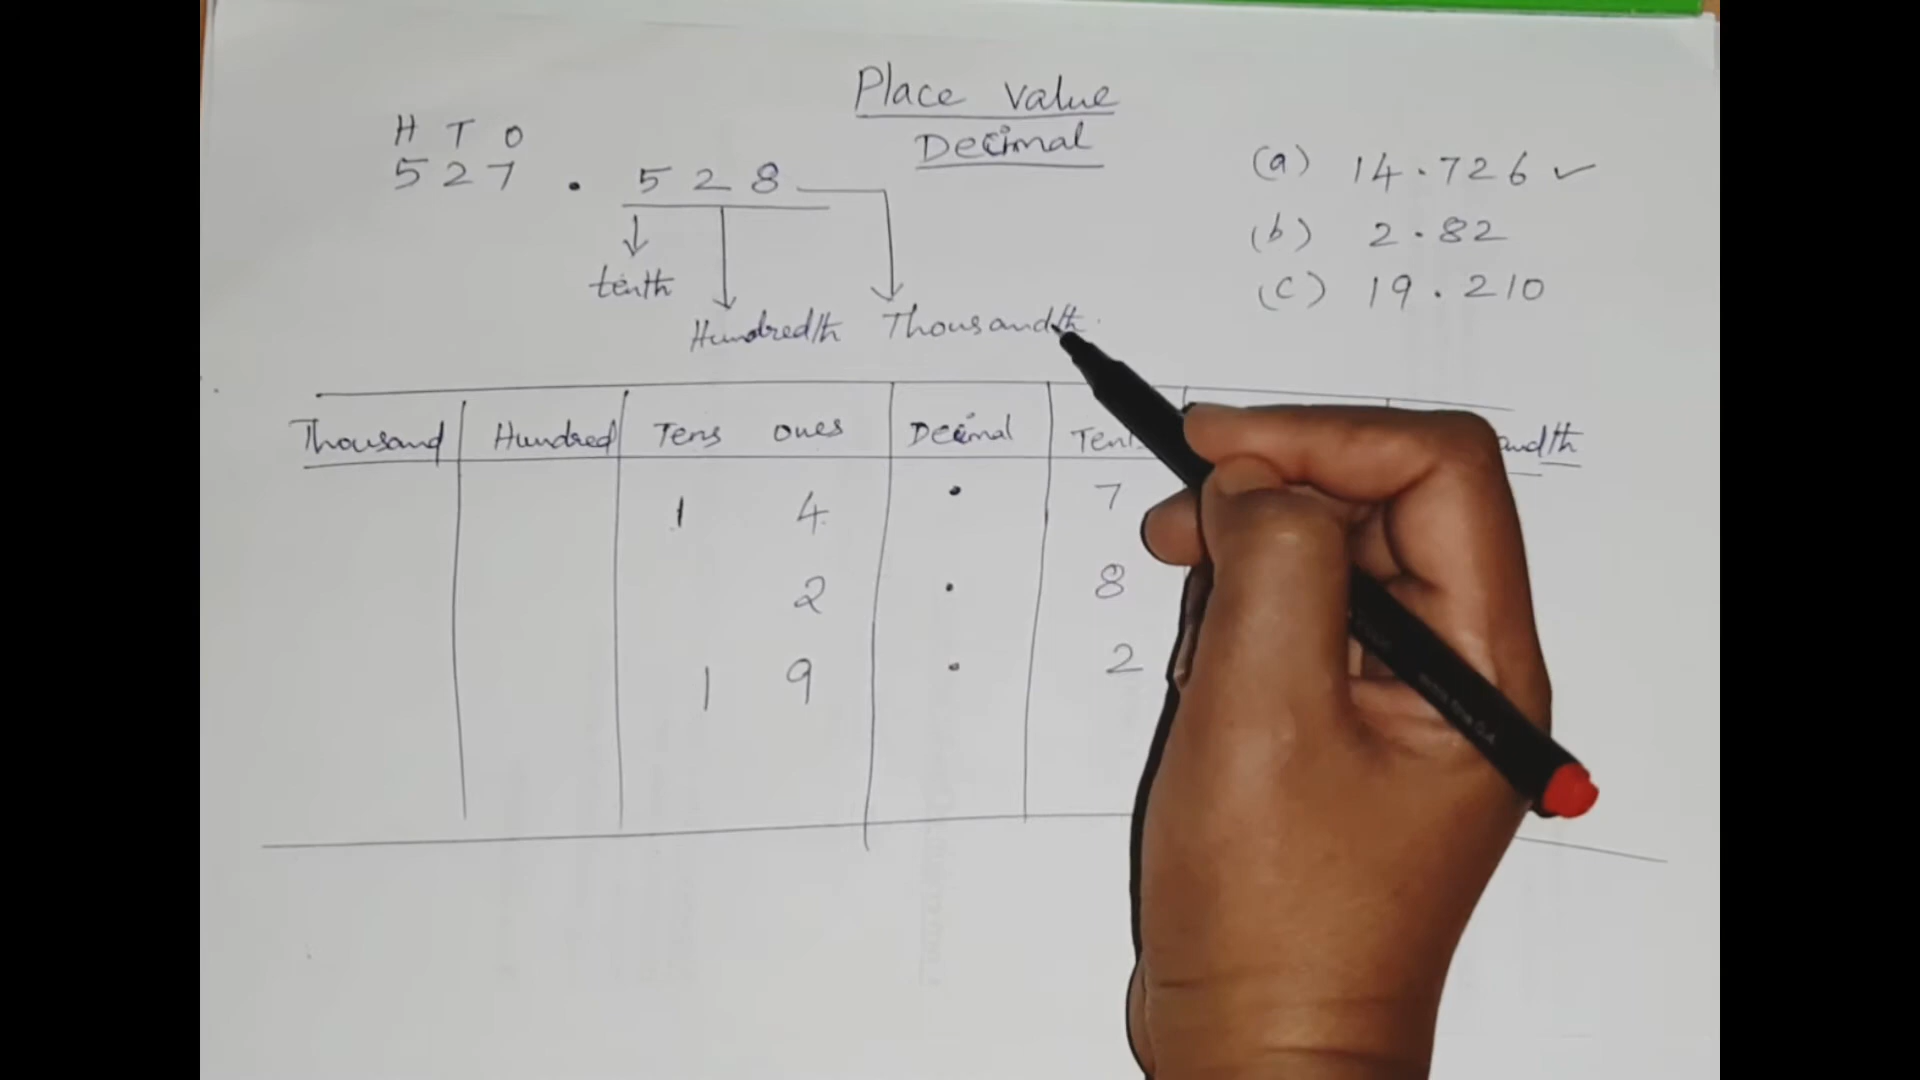 Place Value
Decimal
H T O
527 . 528
tenth
Hundredth Thousandth
(a) 14.726 ✓
(b) 2.82
(c) 19.210
Thousand Hundred Tens ones Decimal
1 4 . 7
2 . 8
1 9 . 2